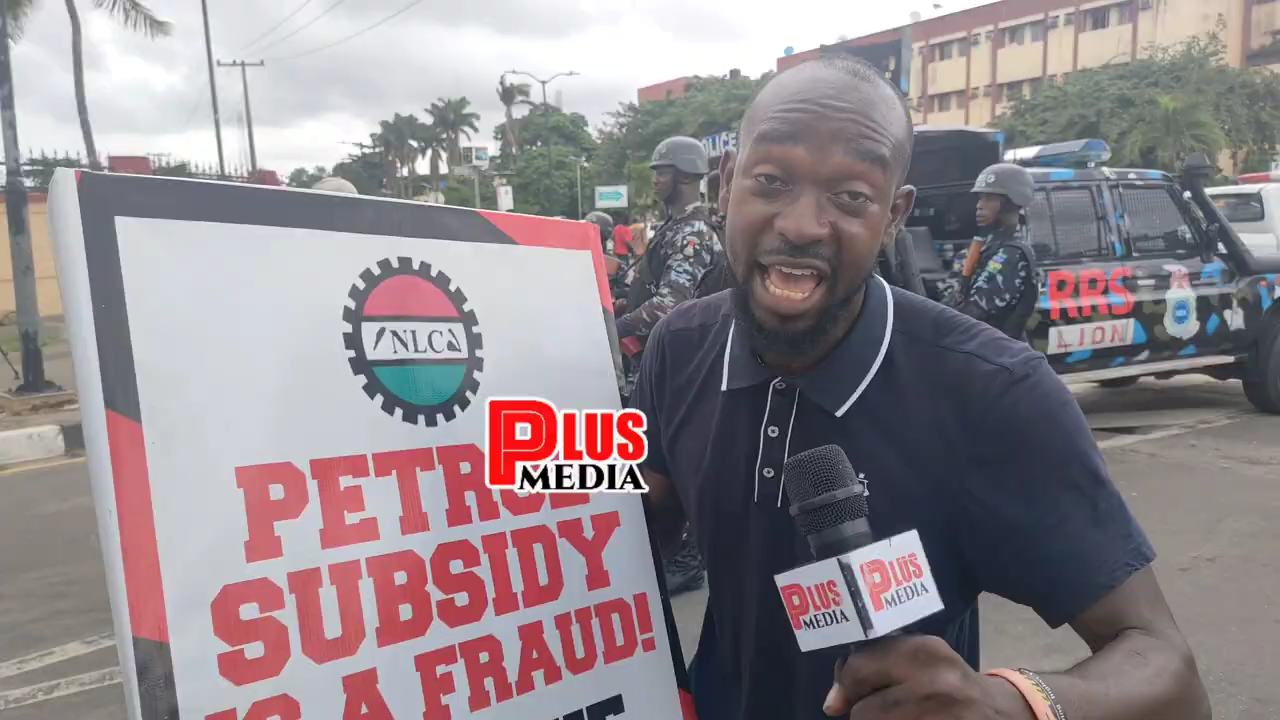 NLC
PETROL
SUBSIDY
IS A FRAUD!
PLUS
MEDIA
PLUS
MEDIA
PLUS
MEDIA
POLICE
RRS
LION